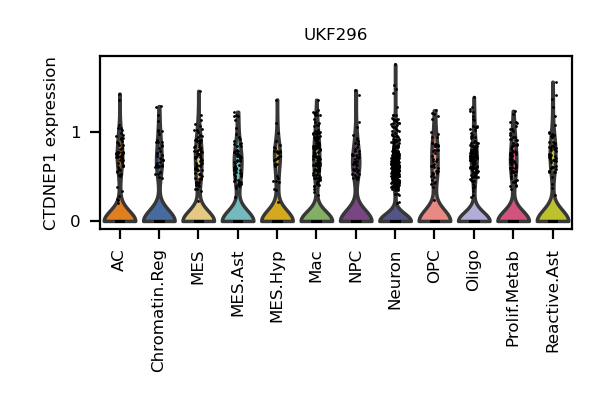 UKF296
CTDNEP1 expression
1
0
AC
Chromatin.Reg
MES
MES.Ast
MES.Hyp
Mac
NPC
Neuron
OPC
Oligo
Prolif.Metab
Reactive.Ast